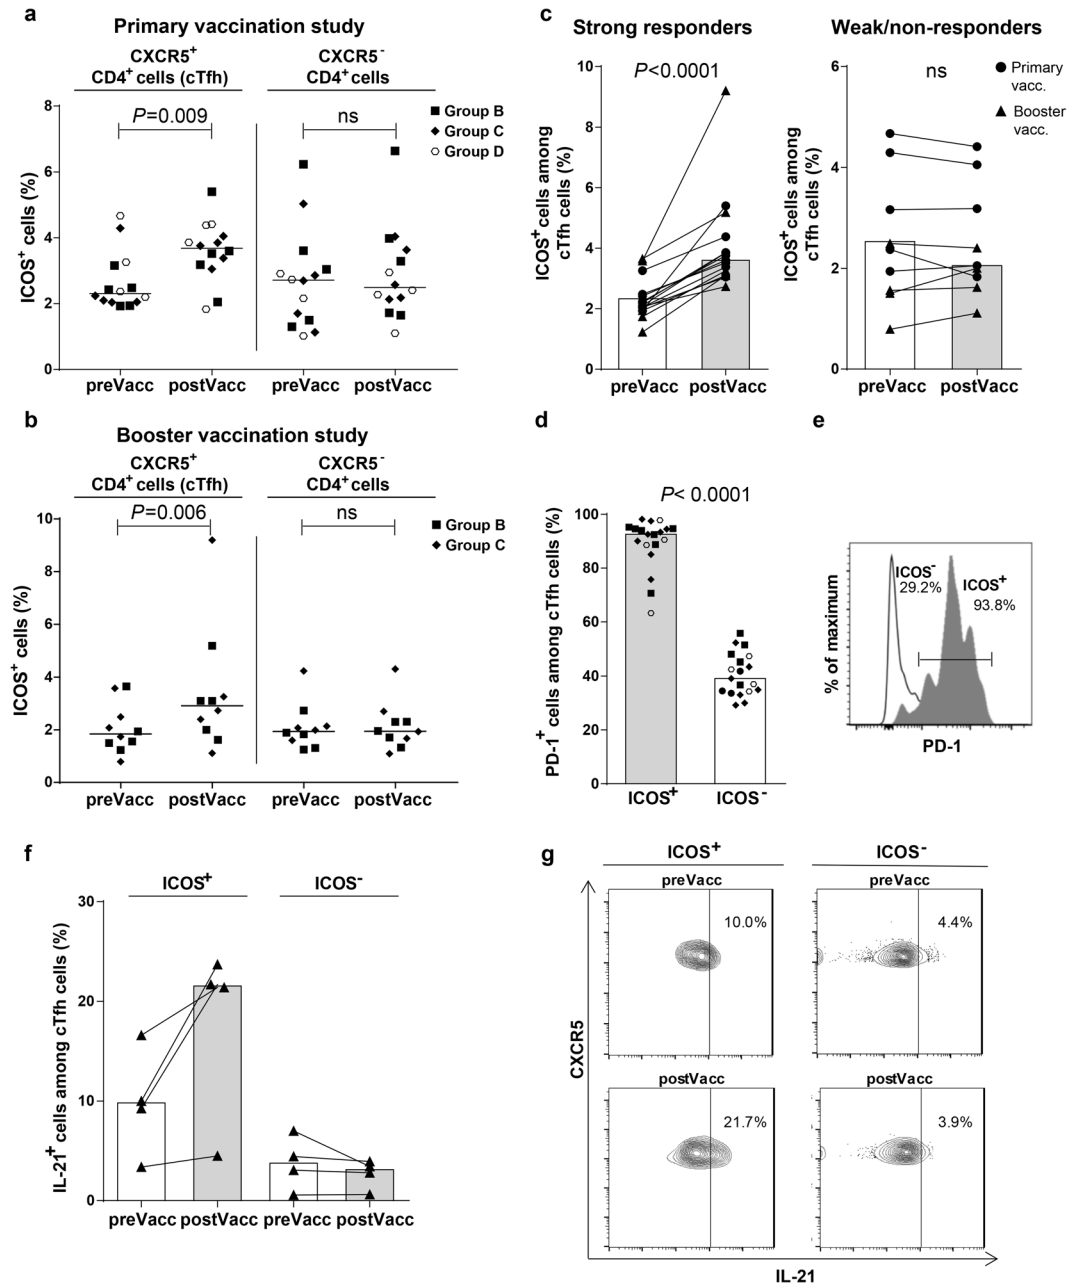 a
Primary vaccination study
CXCR5+
CD4+ cells (cTfh)
CXCR5-
CD4+ cells
P=0.009
ns
Group B
Group C
Group D
ICOS+ cells (%)
8
6
4
2
0
preVacc postVacc preVacc postVacc
b
Booster vaccination study
CXCR5+
CD4+ cells (cTfh)
CXCR5-
CD4+ cells
P=0.006
ns
Group B
Group C
ICOS+ cells (%)
10
8
6
4
2
0
preVacc postVacc preVacc postVacc
c
Strong responders
P<0.0001
ICOS+ cells among
cTfh cells (%)
10
8
6
4
2
0
preVacc postVacc
Weak/non-responders
ns
Primary
vacc.
Booster
vacc.
ICOS+ cells among
cTfh cells (%)
6
4
2
0
preVacc postVacc
d
P< 0.0001
PD-1+ cells among cTfh cells (%)
100
80
60
40
20
0
ICOS+ ICOS-
e
ICOS-
29.2%
ICOS+
93.8%
% of maximum
PD-1
f
ICOS+ ICOS-
IL-21+ cells among cTfh cells (%)
30
20
10
0
preVacc postVacc preVacc postVacc
g
ICOS+ ICOS-
preVacc preVacc
10.0% 4.4%
postVacc postVacc
21.7% 3.9%
CXCR5
IL-21